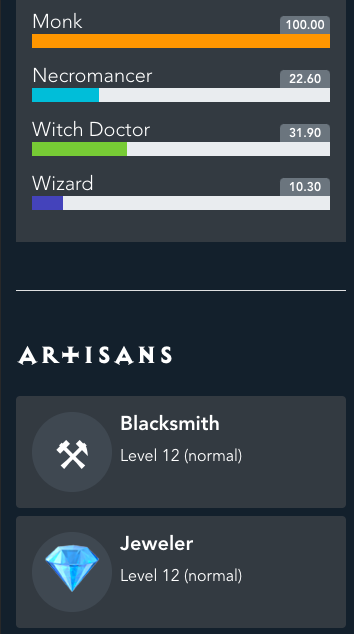 Monk
100.00
Necromancer
22.60
Witch Doctor
31.90
Wizard
10.30
ARTISANS
Blacksmith
Level 12 (normal)
Jeweler
Level 12 (normal)